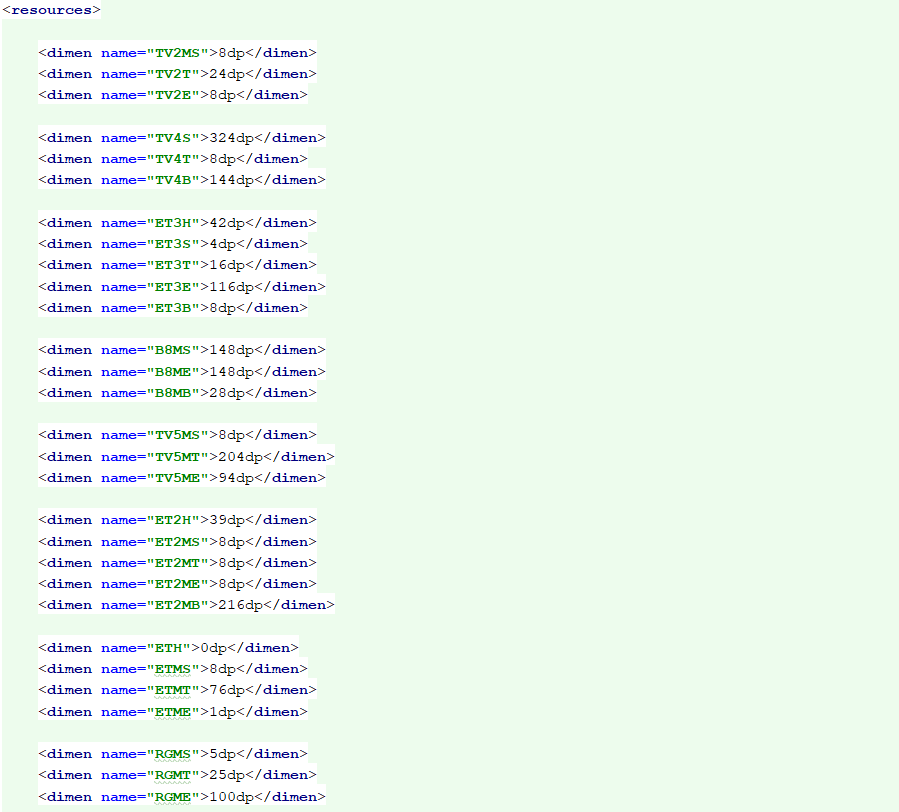 <resources>
<dimen name="TV2MS">8dp</dimen>
<dimen name="TV2T">24dp</dimen>
<dimen name="TV2E">8dp</dimen>
<dimen name="TV4S">324dp</dimen>
<dimen name="TV4T">8dp</dimen>
<dimen name="TV4B">144dp</dimen>
<dimen name="ET3H">42dp</dimen>
<dimen name="ET3S">4dp</dimen>
<dimen name="ET3T">16dp</dimen>
<dimen name="ET3E">116dp</dimen>
<dimen name="ET3B">8dp</dimen>
<dimen name="B8MS">148dp</dimen>
<dimen name="B8ME">148dp</dimen>
<dimen name="B8MB">28dp</dimen>
<dimen name="TV5MS">8dp</dimen>
<dimen name="TV5MT">204dp</dimen>
<dimen name="TV5ME">94dp</dimen>
<dimen name="ET2H">39dp</dimen>
<dimen name="ET2MS">8dp</dimen>
<dimen name="ET2MT">8dp</dimen>
<dimen name="ET2ME">8dp</dimen>
<dimen name="ET2MB">216dp</dimen>
<dimen name="ETH">0dp</dimen>
<dimen name="ETMS">8dp</dimen>
<dimen name="ETMT">76dp</dimen>
<dimen name="ETME">1dp</dimen>
<dimen name="RGMS">5dp</dimen>
<dimen name="RGMT">25dp</dimen>
<dimen name="RGME">100dp</dimen>